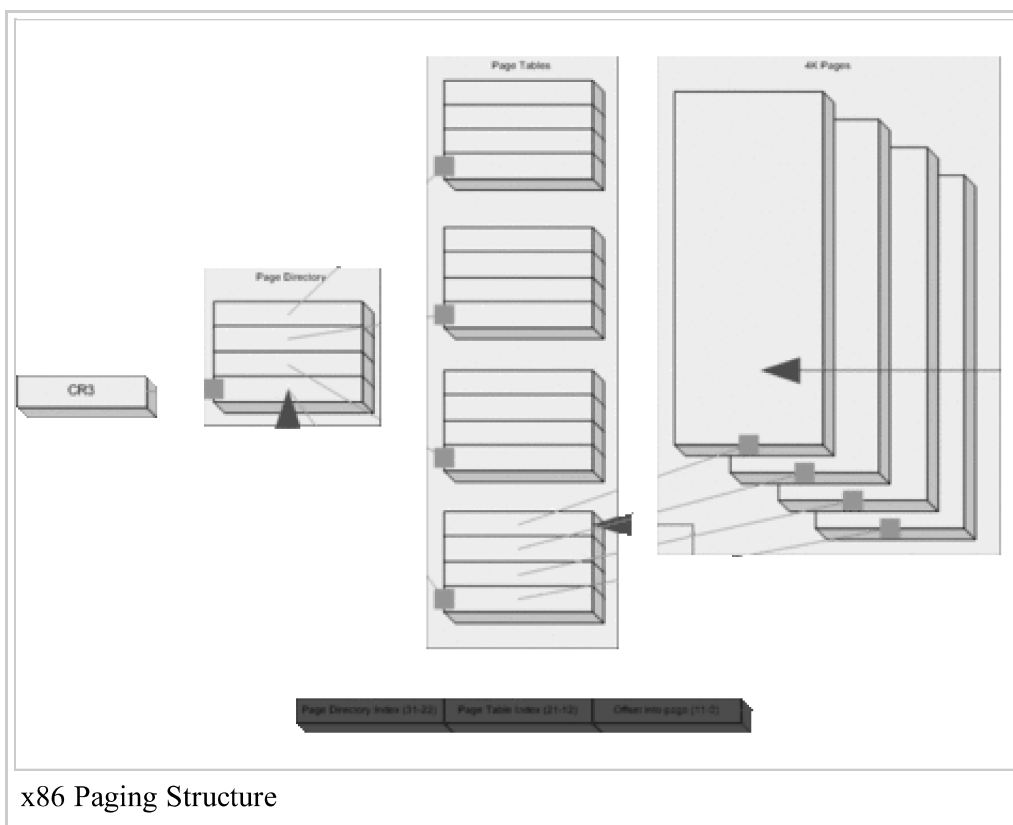 Page Tables
4K Pages
Page Directory
CR3
Page Directory Index (31-22) Page Table Index (21-12) Offset into page (11-0)
x86 Paging Structure